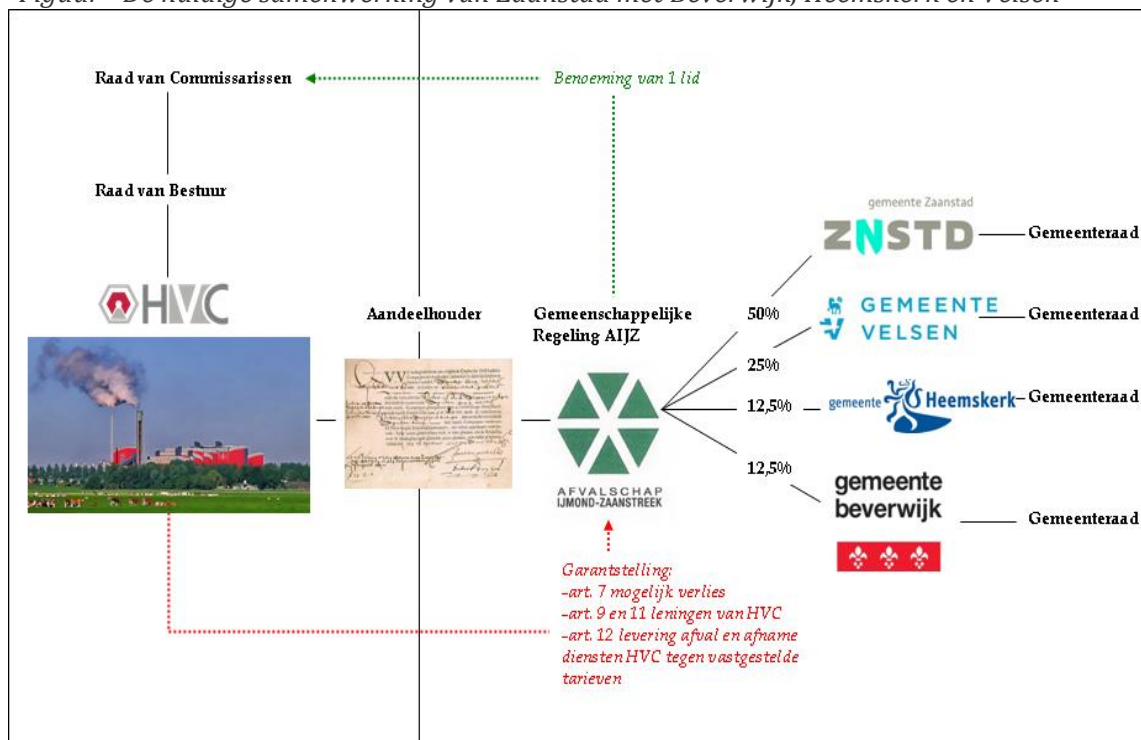 Figuur - De huidige samenwerking van Zaanstad met Beverwijk, Heemskerk en Velsen
Raad van Commissarissen
Benoeming van 1 lid
Raad van Bestuur
HVC
Aandeelhouder
Gemeenschappelijke
Regeling AIJZ
AFVALSCHAP
IJMOND-ZAANSTREEK
50%
25%
12,5%
12,5%
gemeente Zaanstad
ZNSTD
Gemeenteraad
GEMEENTE
VELSEN
Gemeenteraad
gemeente Heemskerk
Gemeenteraad
gemeente
beverwijk
Gemeenteraad
Garantstelling:
-art. 7 mogelijk verlies
-art. 9 en 11 leningen van HVC
-art. 12 levering afval en afname
diensten HVC tegen vastgestelde
tarieven